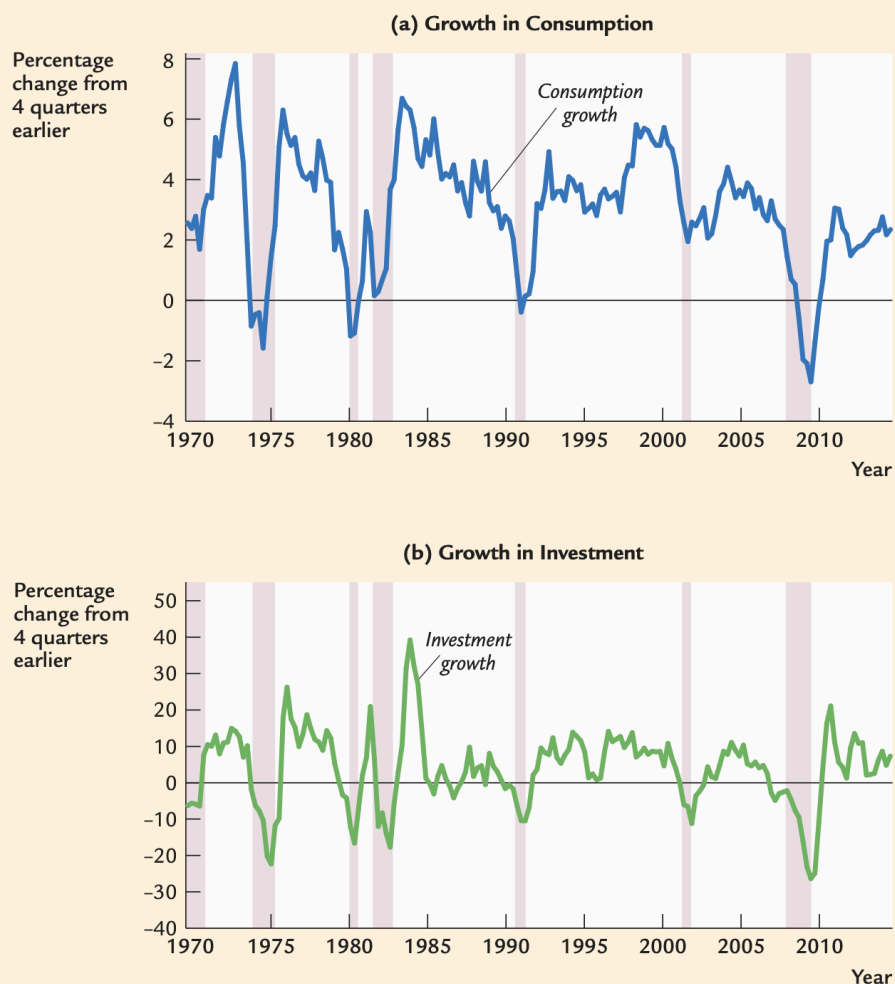 (a) Growth in Consumption
Percentage
change from
4 quarters
earlier
8
6
4
2
0
–2
–4
Consumption
growth
1970 1975 1980 1985 1990 1995 2000 2005 2010
Year
(b) Growth in Investment
Percentage
change from
4 quarters
earlier
50
40
30
20
10
0
–10
–20
–30
–40
Investment
growth
1970 1975 1980 1985 1990 1995 2000 2005 2010
Year